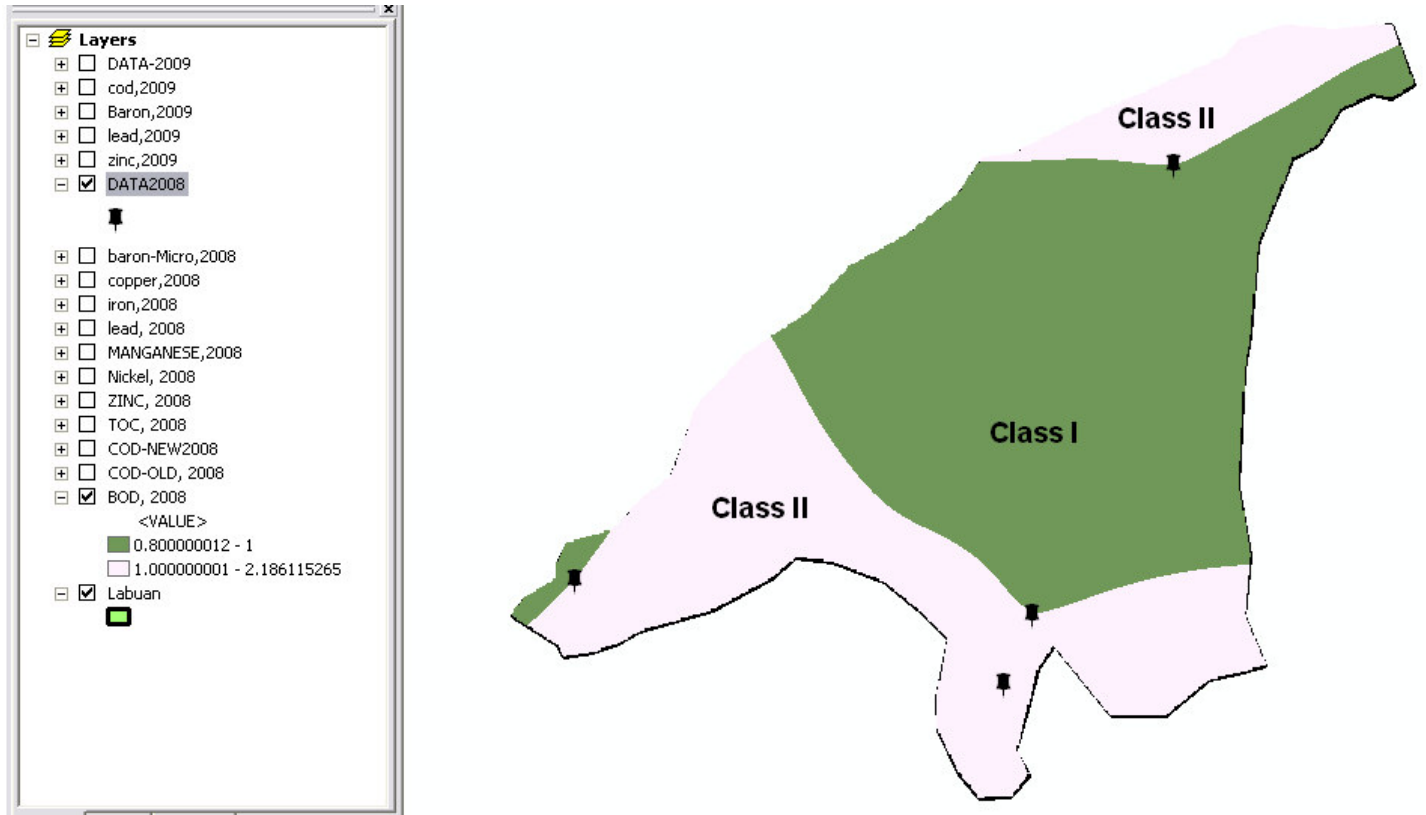 Layers
DATA-2009
cod,2009
Baron,2009
lead,2009
zinc,2009
DATA2008
baron-Micro,2008
copper,2008
iron,2008
lead, 2008
MANGANESE,2008
Nickel, 2008
ZINC, 2008
TOC, 2008
COD-NEW2008
COD-OLD, 2008
BOD, 2008
<VALUE>
0.800000012 - 1
1.000000001 - 2.186115265
Labuan
Class II
Class I
Class II